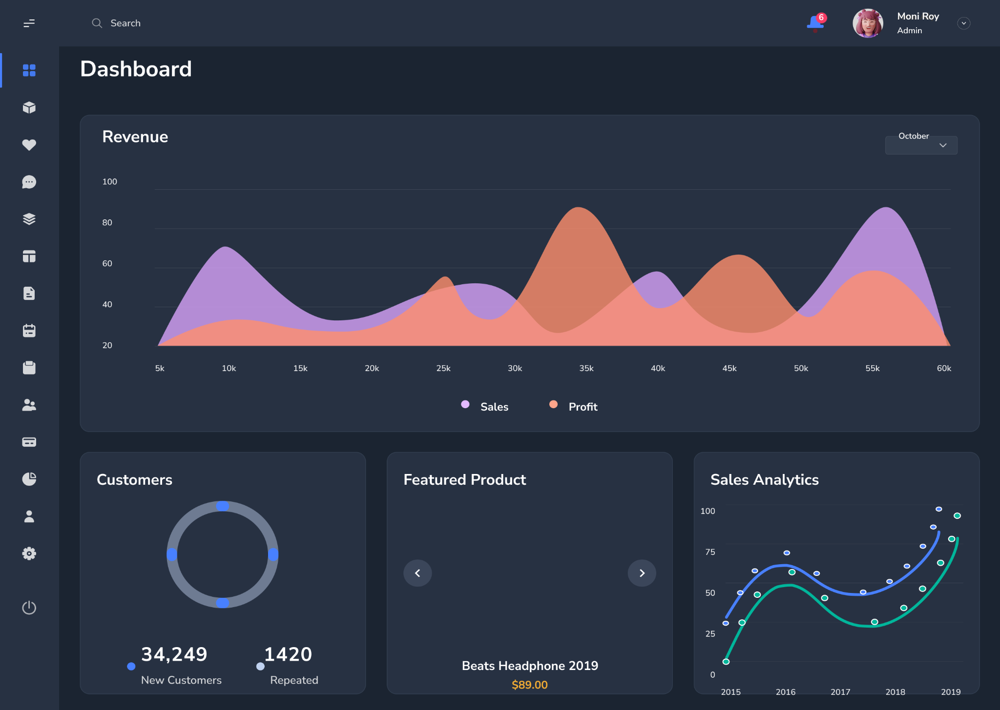 Search
6
Moni Roy
Admin
Dashboard
Revenue
October
100
80
60
40
20
5k 10k 15k 20k 25k 30k 35k 40k 45k 50k 55k 60k
Sales Profit
Customers
34,249
New Customers
1420
Repeated
Featured Product
Beats Headphone 2019
$89.00
Sales Analytics
100
75
50
25
0
2015 2016 2017 2018 2019